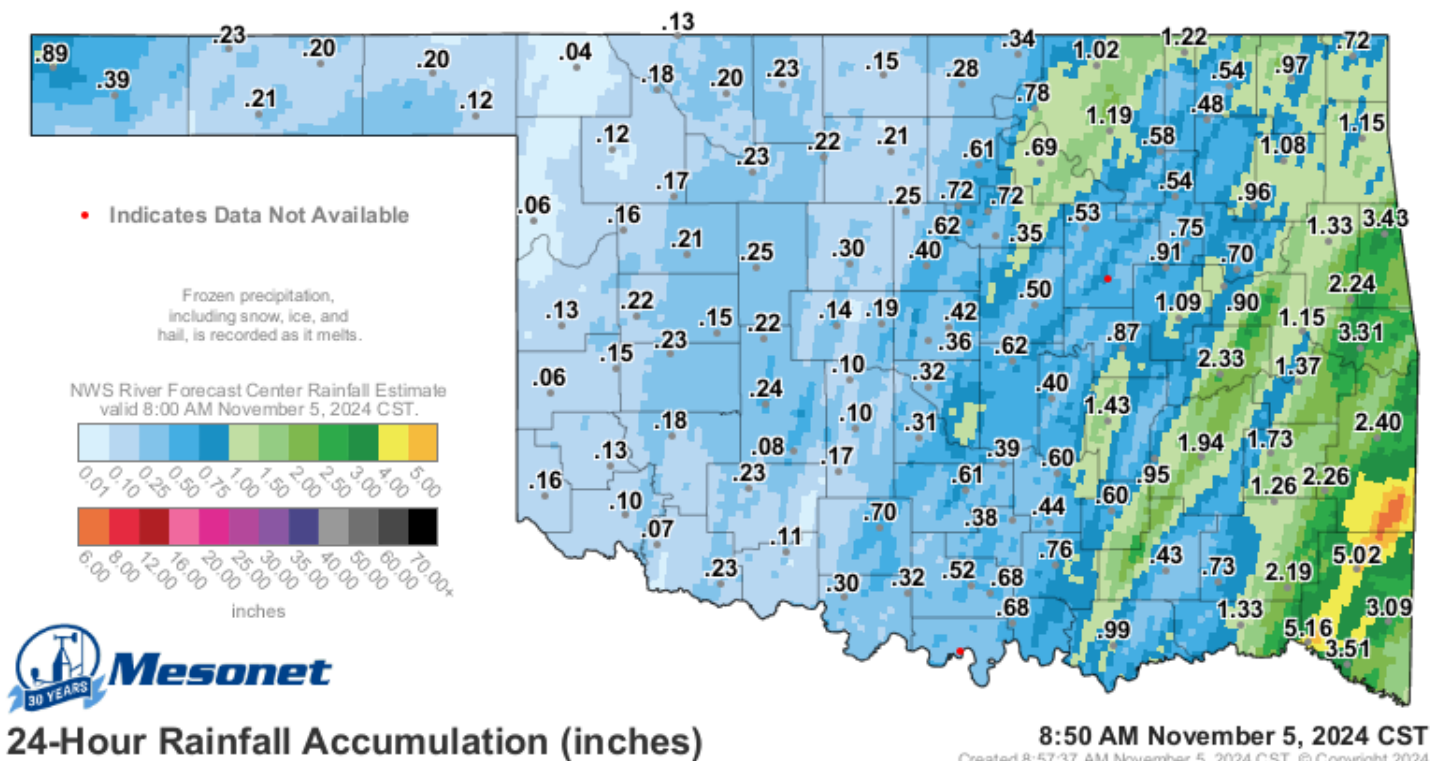 .13
.89 .23 .20 .20 .04 .18 .20 .23 .15 .28 .34 1.02 1.22 .54 .97 .72
.39 .21 .12 .78 1.19 .48
.12 .23 .22 .21 .61 .69 .58 1.08 1.15
.17 .25 .72 .72 .54 .96
.06 .16 .21 .25 .30 .62 .40 .35 .53 .75 .91 .70 1.33 3.43
Indicates Data Not Available
Frozen precipitation,
including snow, ice, and
hail, is recorded as it melts.
.13 .22 .15 .22 .14 .19 .42 .50 1.09 .90 1.15 2.24
.15 .23 .36 .62 .87 3.31
.06 .24 .10 .32 .40 2.33 1.37
NWS River Forecast Center Rainfall Estimate
valid 8:00 AM November 5, 2024 CST.
.18 .10 .31 1.43 2.40
.13 .08 .17 .39 .60 1.94 1.73
0.01 0.10 0.25 0.50 0.75 1.00 1.50 2.00 2.50 3.00 4.00 5.00
.16 .10 .23 .61 .60 .95 1.26 2.26
.07 .11 .70 .38 .44
6.00 8.00 12.00 16.00 20.00 25.00 30.00 35.00 40.00 50.00 60.00 70.00+
inches
.23 .30 .32 .52 .68 .76 .43 .73 2.19 5.02
.68 .99 1.33 5.16 3.09
3.51
Mesonet
30 YEARS
24-Hour Rainfall Accumulation (inches)
8:50 AM November 5, 2024 CST
Created 8:57:37 AM November 5, 2024 CST. © Copyright 2024